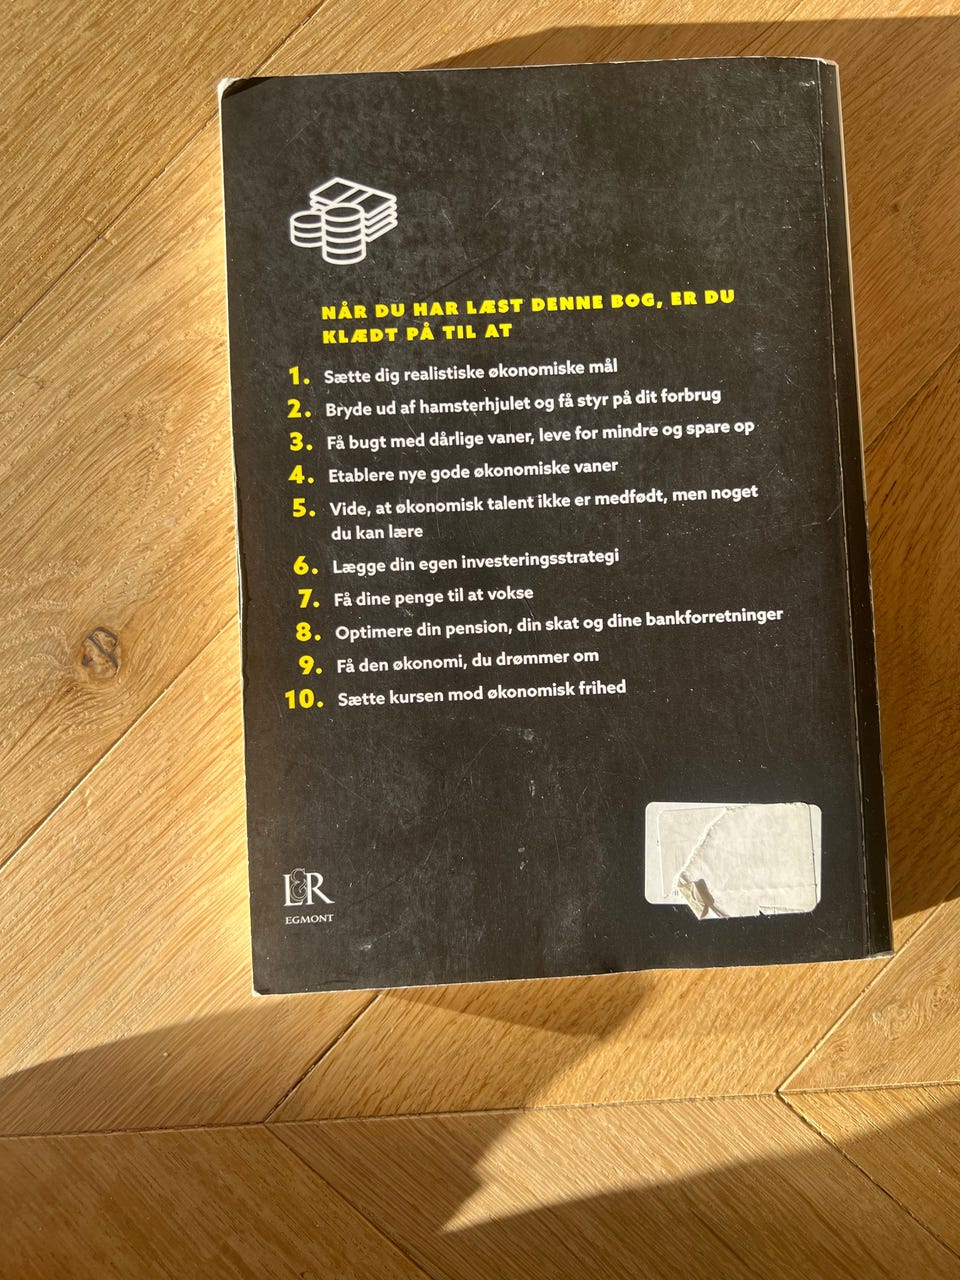 NÅR DU HAR LÆST DENNE BOG, ER DU
KLÆDT PÅ TIL AT
1. Sætte dig realistiske økonomiske mål
2. Bryde ud af hamsterhjulet og få styr på dit forbrug
3. Få bugt med dårlige vaner, leve for mindre og spare op
4. Etablere nye gode økonomiske vaner
5. Vide, at økonomisk talent ikke er medfødt, men noget
du kan lære
6. Lægge din egen investeringsstrategi
7. Få dine penge til at vokse
8. Optimere din pension, din skat og dine bankforretninger
9. Få den økonomi, du drømmer om
10. Sætte kursen mod økonomisk frihed
L&R
EGMONT